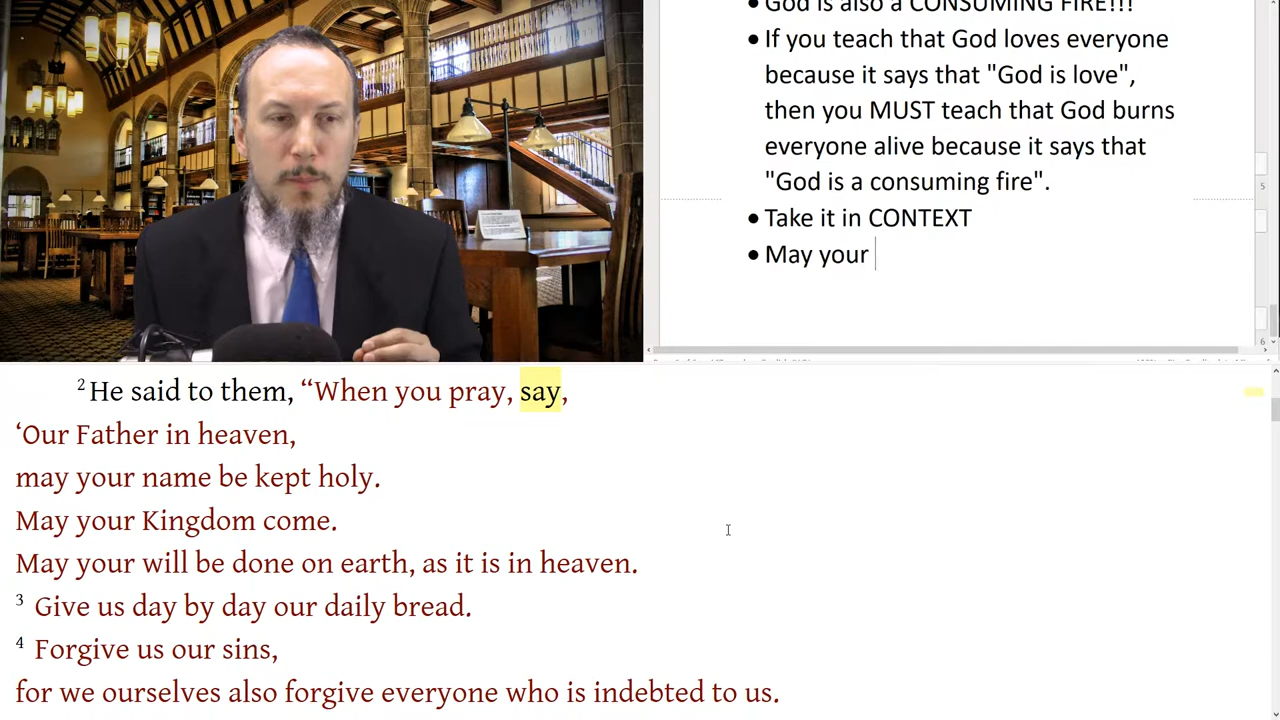 • God is also a CONSUMING FIRE!!!
• If you teach that God loves everyone
because it says that "God is love",
then you MUST teach that God burns
everyone alive because it says that
"God is a consuming fire".
• Take it in CONTEXT
• May your
5
6
2 He said to them, “When you pray, say,
‘Our Father in heaven,
may your name be kept holy.
May your Kingdom come.
May your will be done on earth, as it is in heaven.
3 Give us day by day our daily bread.
4 Forgive us our sins,
for we ourselves also forgive everyone who is indebted to us.